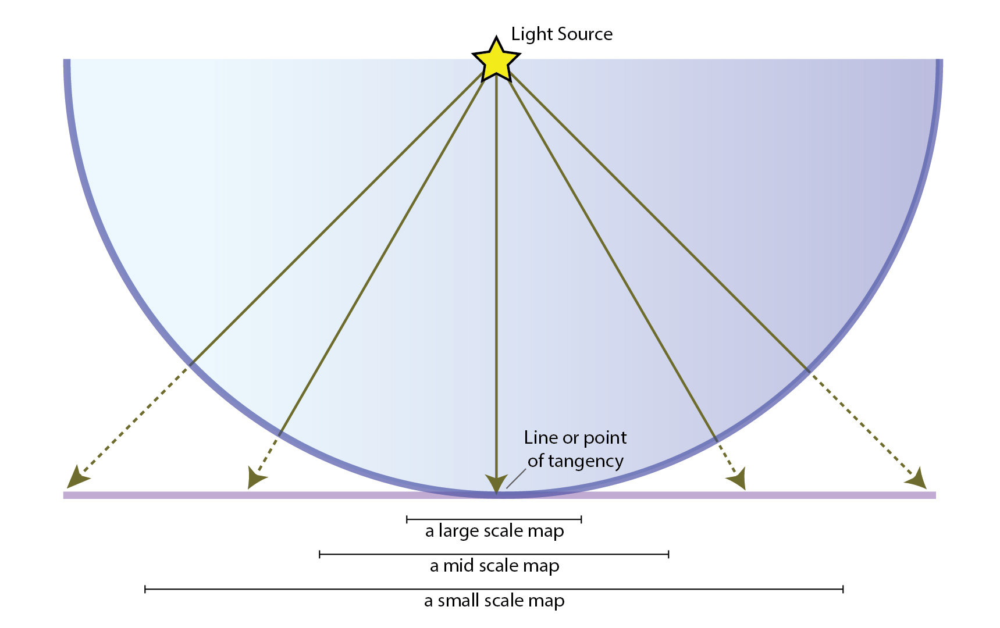 Light Source
Line or point
of tangency
a large scale map
a mid scale map
a small scale map